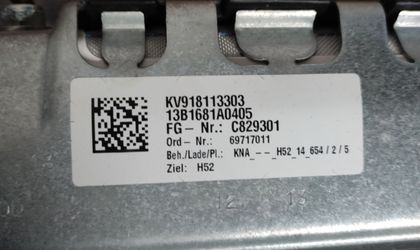 KV918113303
13B1681A0405
FG - Nr.: C829301
Ord - Nr.: 69717011
Beh./Lade/Pl.: KNA_-_-_H52_14_654 / 2 / 5
Ziel: H52